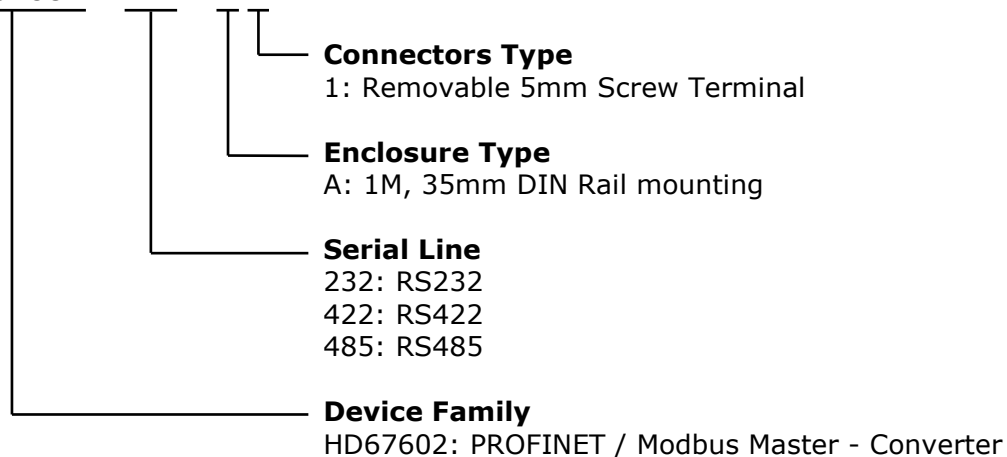 Connectors Type
1: Removable 5mm Screw Terminal
Enclosure Type
A: 1M, 35mm DIN Rail mounting
Serial Line
232: RS232
422: RS422
485: RS485
Device Family
HD67602: PROFINET / Modbus Master - Converter